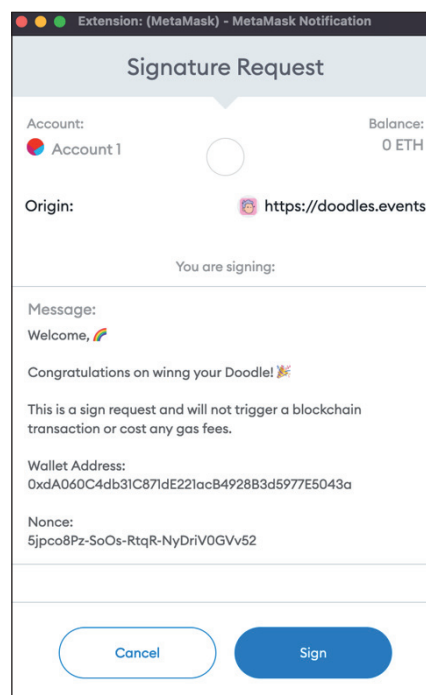 Extension: (MetaMask) - MetaMask Notification
Signature Request
Account:
Balance:
Account 1
0 ETH
Origin:
https://doodles.events
You are signing:
Message:
Welcome, 🌈
Congratulations on winng your Doodle! 🎉
This is a sign request and will not trigger a blockchain
transaction or cost any gas fees.
Wallet Address:
0xdA060C4db31C871dE221acB4928B3d5977E5043a
Nonce:
5jpco8Pz-SoOs-RtqR-NyDriV0GVv52
Cancel
Sign